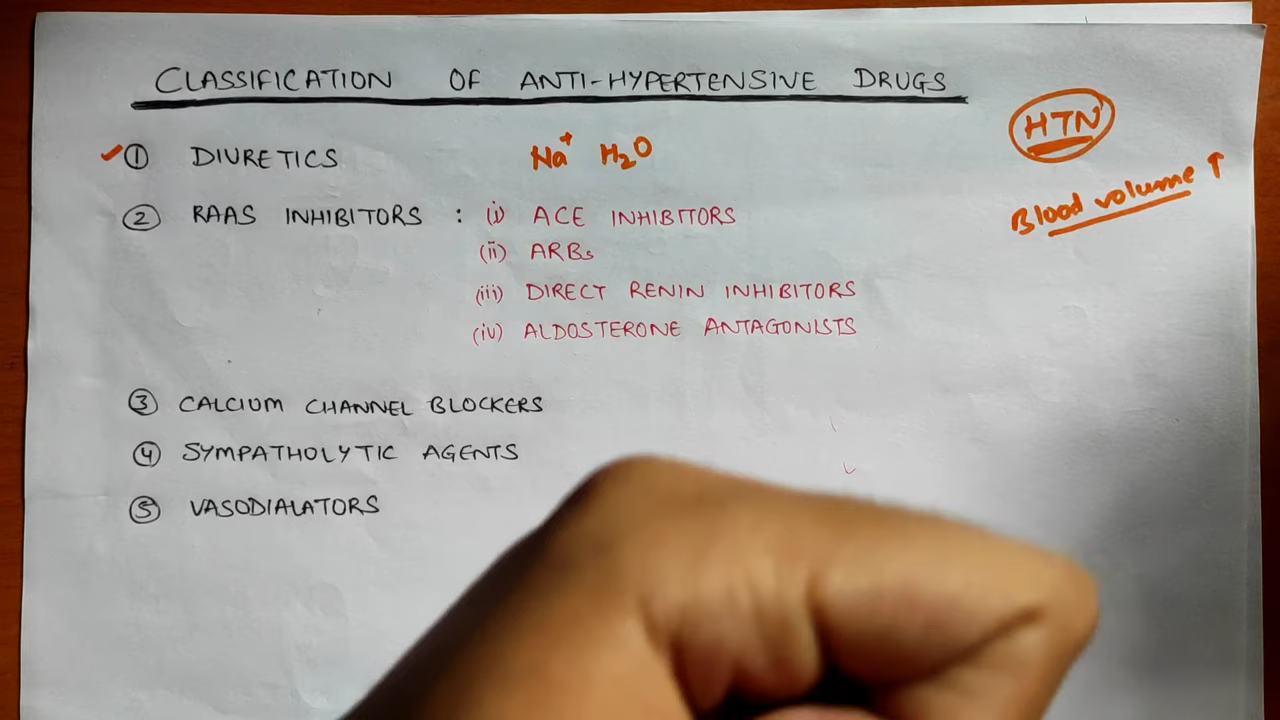 CLASSIFICATION OF ANTI-HYPERTENSIVE DRUGS
HTN
① DIURETICS Na⁺ H₂O
Blood volume ↑
② RAAS INHIBITORS : (i) ACE INHIBITORS
(ii) ARBs
(iii) DIRECT RENIN INHIBITORS
(iv) ALDOSTERONE ANTAGONISTS
③ CALCIUM CHANNEL BLOCKERS
④ SYMPATHOLYTIC AGENTS
⑤ VASODIALATORS